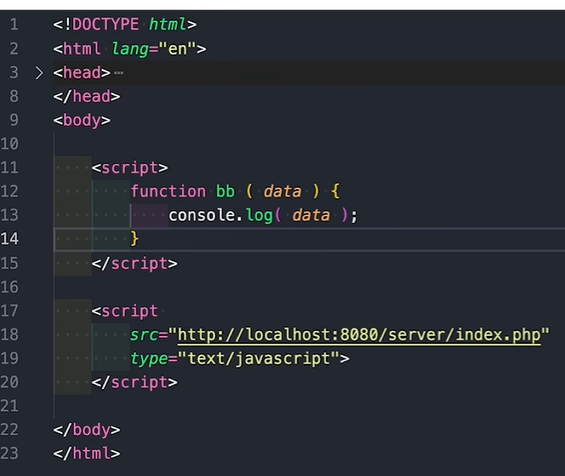 1 <!DOCTYPE html>
2 <html lang="en">
3 > <head> ⋯
8 </head>
9 <body>
10
11     <script>
12         function bb ( data ) {
13             console.log( data );
14         }
15     </script>
16
17     <script
18         src="http://localhost:8080/server/index.php"
19         type="text/javascript">
20     </script>
21
22 </body>
23 </html>